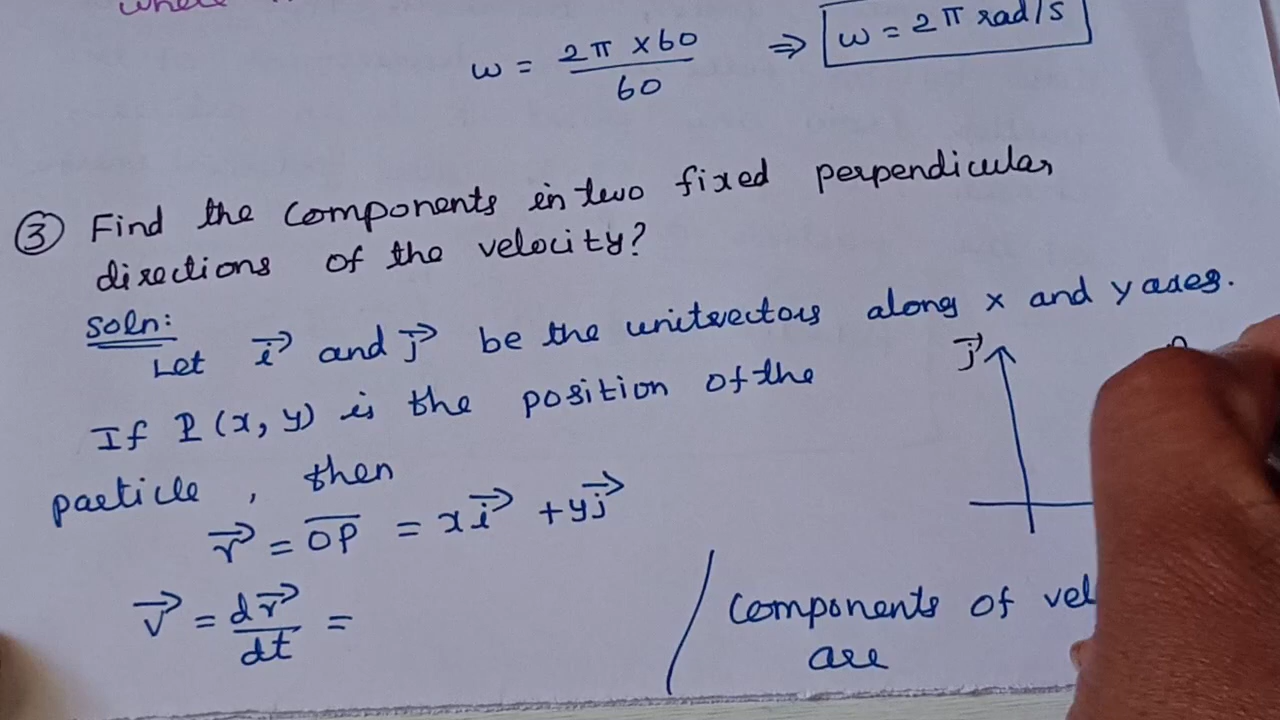 where
ω = 2π × 60 / 60 ⇒ ω = 2π rad/s
③ Find the components in two fixed perpendicular
directions of the velocity?
Soln:
Let i⃗ and j⃗ be the unitvectors along x and y axes.
If P(x, y) is the position of the
particle, then
r⃗ = O̅P̅ = x i⃗ + y j⃗
v⃗ = d r⃗ / dt =
j⃗
components of vel
are